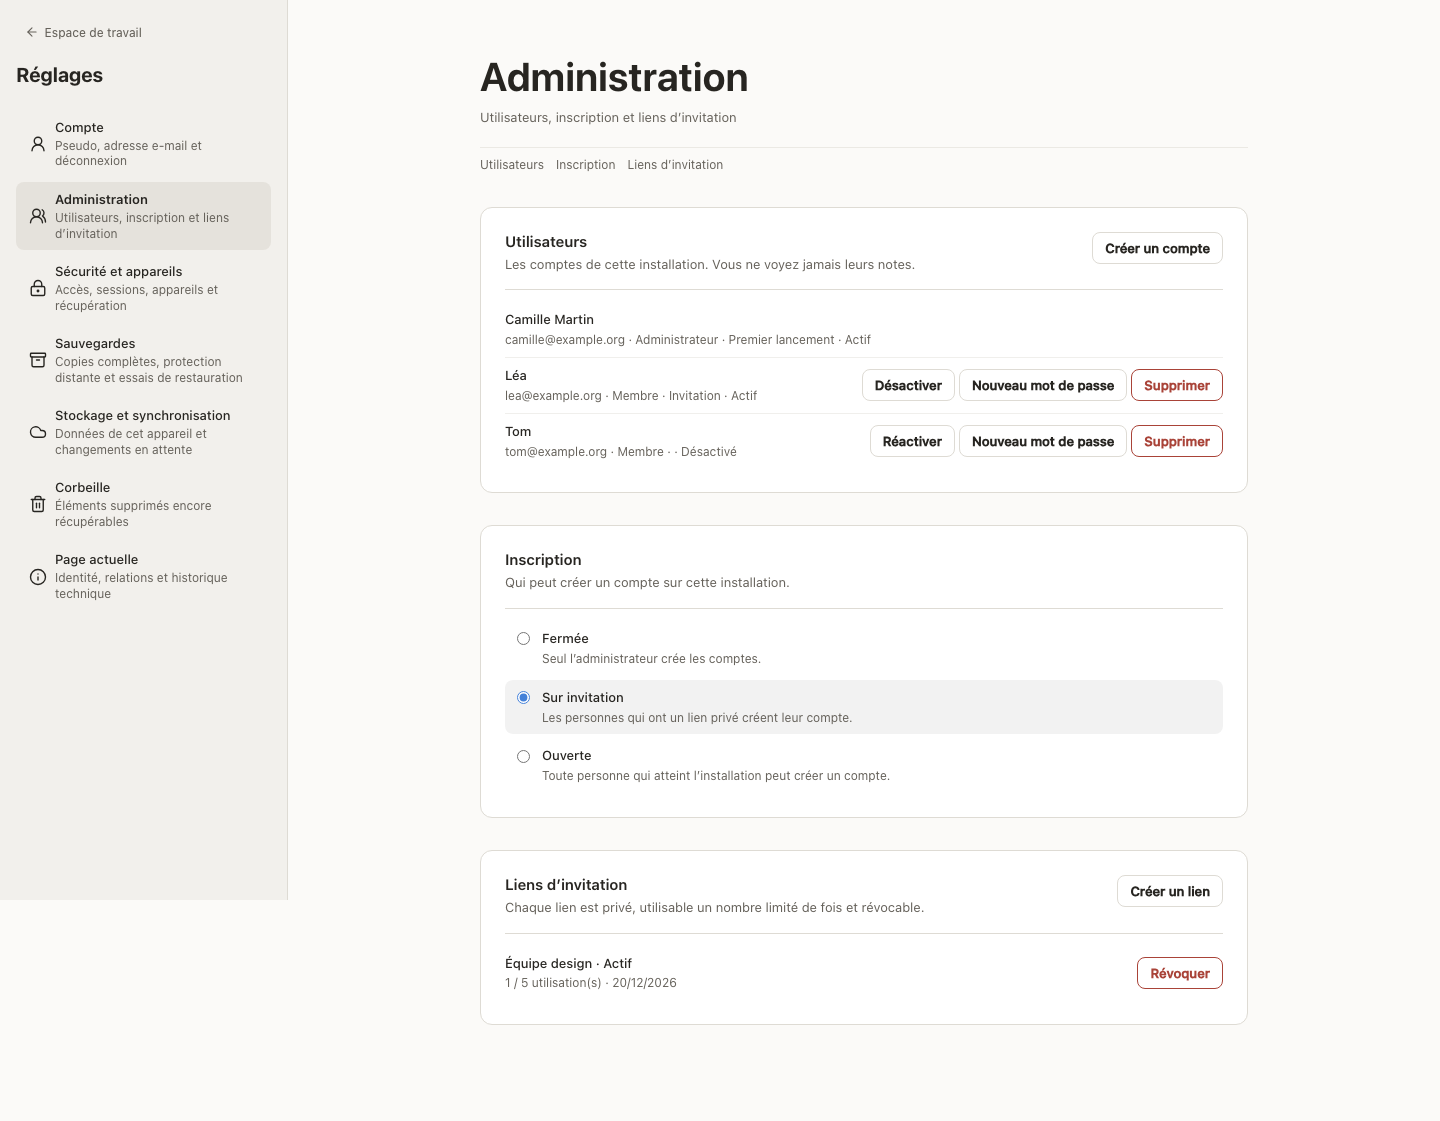 Espace de travail
Réglages
Compte
Pseudo, adresse e-mail et
déconnexion
Administration
Utilisateurs, inscription et liens
d’invitation
Sécurité et appareils
Accès, sessions, appareils et
récupération
Sauvegardes
Copies complètes, protection
distante et essais de restauration
Stockage et synchronisation
Données de cet appareil et
changements en attente
Corbeille
Éléments supprimés encore
récupérables
Page actuelle
Identité, relations et historique
technique
Administration
Utilisateurs, inscription et liens d’invitation
Utilisateurs Inscription Liens d’invitation
Utilisateurs
Les comptes de cette installation. Vous ne voyez jamais leurs notes.
Créer un compte
Camille Martin
camille@example.org · Administrateur · Premier lancement · Actif
Léa
lea@example.org · Membre · Invitation · Actif
Désactiver Nouveau mot de passe Supprimer
Tom
tom@example.org · Membre · · Désactivé
Réactiver Nouveau mot de passe Supprimer
Inscription
Qui peut créer un compte sur cette installation.
Fermée
Seul l’administrateur crée les comptes.
Sur invitation
Les personnes qui ont un lien privé créent leur compte.
Ouverte
Toute personne qui atteint l’installation peut créer un compte.
Liens d’invitation
Chaque lien est privé, utilisable un nombre limité de fois et révocable.
Créer un lien
Équipe design · Actif
1 / 5 utilisation(s) · 20/12/2026
Révoquer